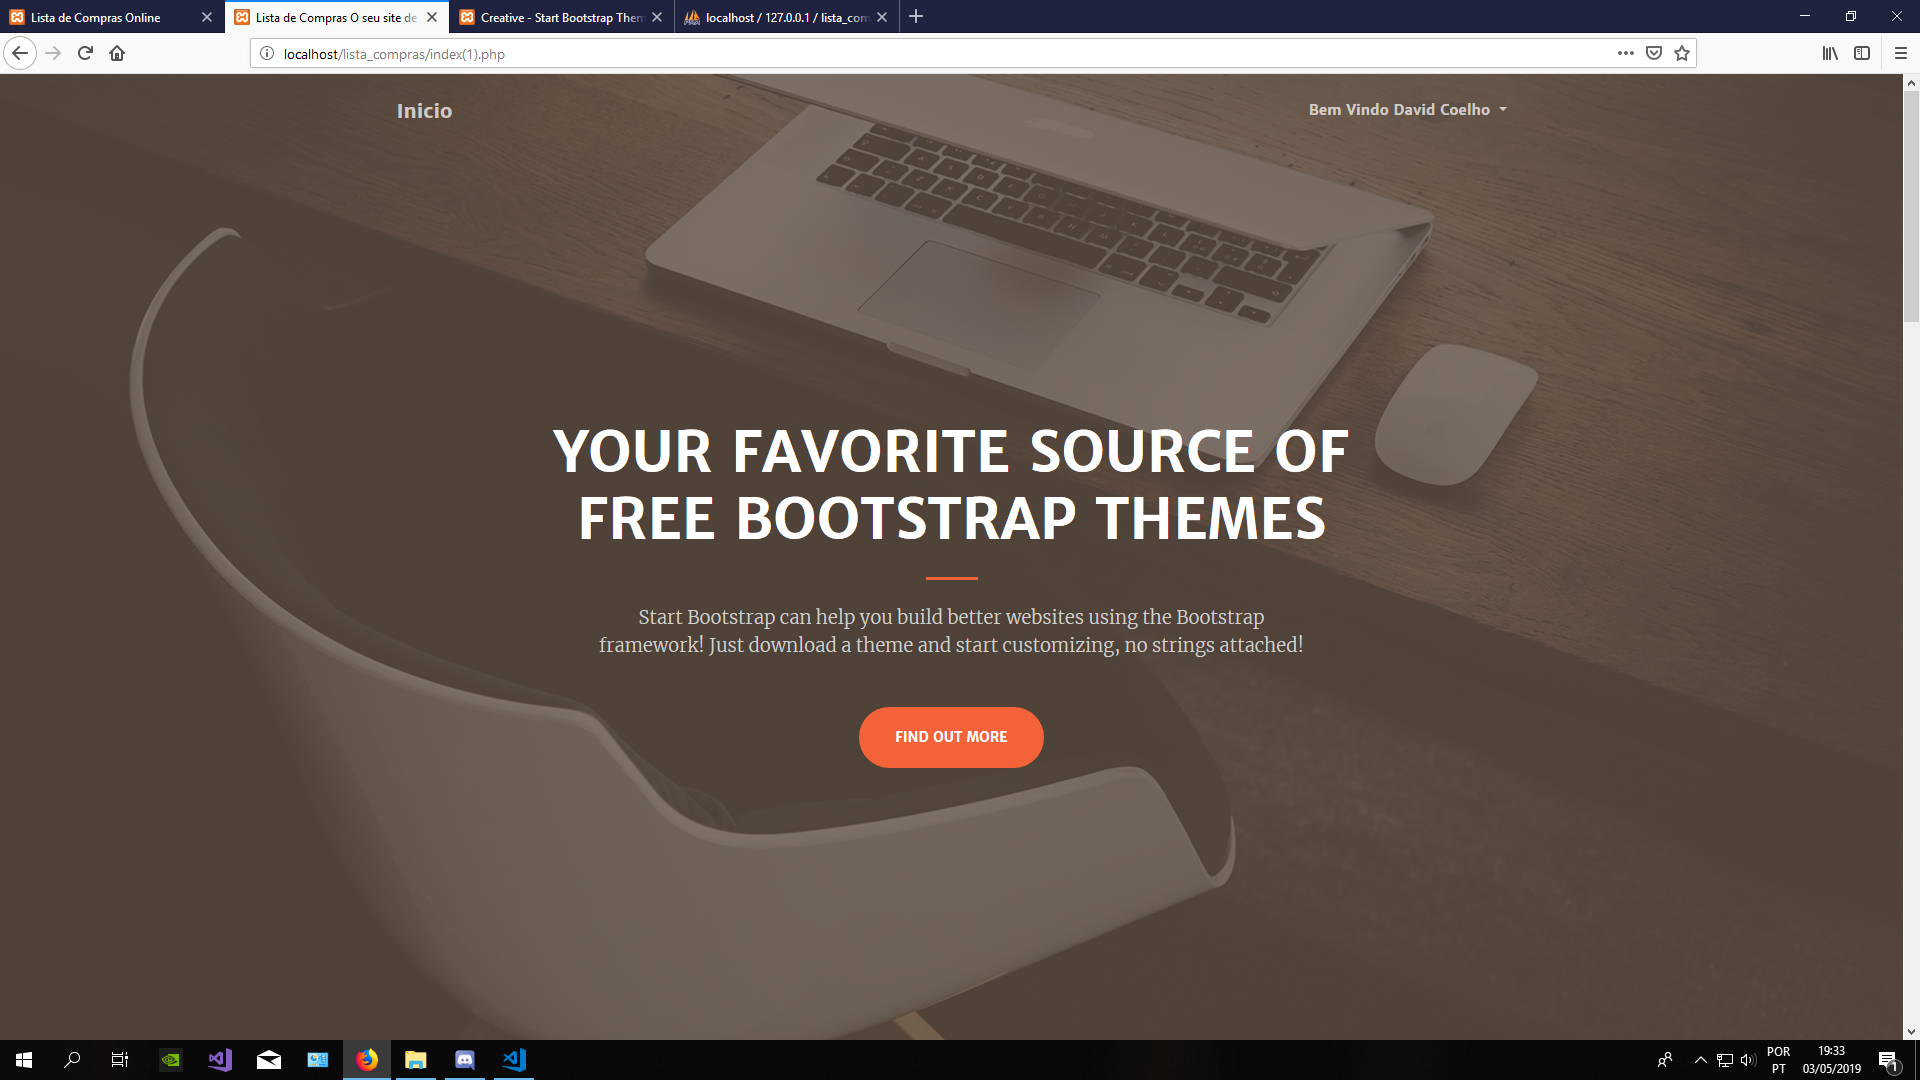 Lista de Compras Online
Lista de Compras O seu site de
Creative - Start Bootstrap Them
localhost / 127.0.0.1 / lista_com
localhost/lista_compras/index(1).php
Inicio
Bem Vindo David Coelho
YOUR FAVORITE SOURCE OF
FREE BOOTSTRAP THEMES
Start Bootstrap can help you build better websites using the Bootstrap
framework! Just download a theme and start customizing, no strings attached!
FIND OUT MORE
POR
PT
19:33
03/05/2019
1